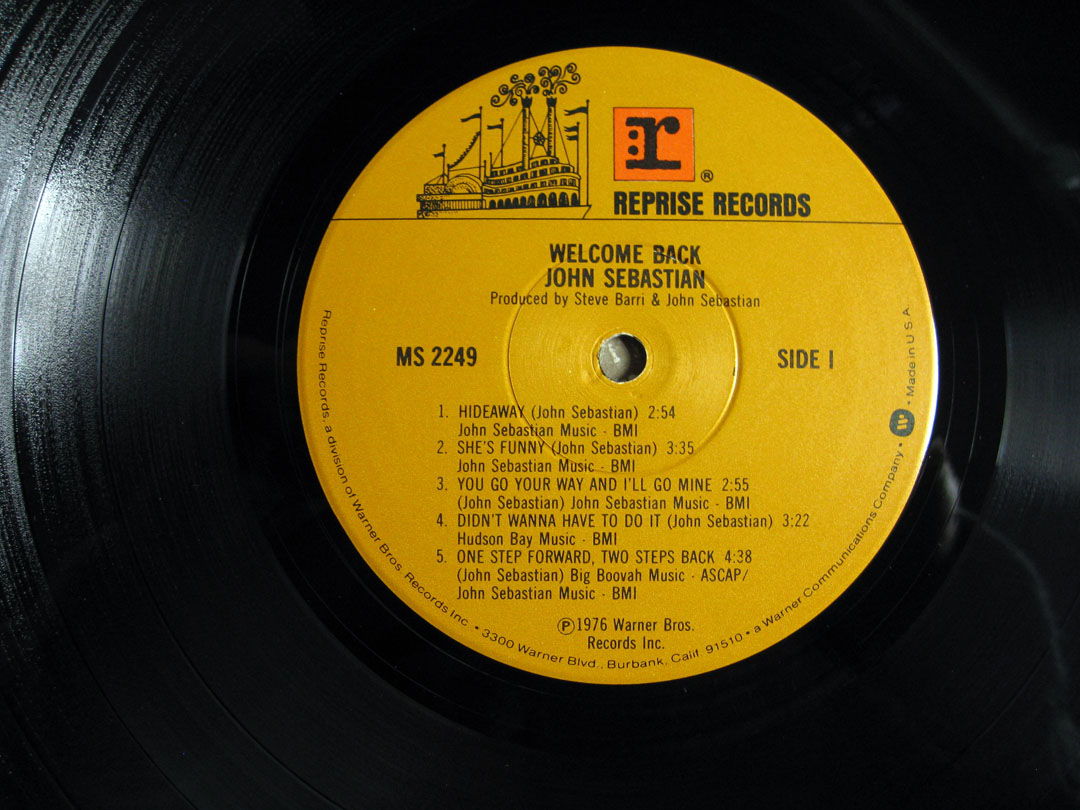 r
®
REPRISE RECORDS
WELCOME BACK
JOHN SEBASTIAN
Produced by Steve Barri & John Sebastian
MS 2249
SIDE 1
1. HIDEAWAY (John Sebastian) 2:54
John Sebastian Music · BMI
2. SHE'S FUNNY (John Sebastian) 3:35
John Sebastian Music · BMI
3. YOU GO YOUR WAY AND I'LL GO MINE 2:55
(John Sebastian) John Sebastian Music · BMI
4. DIDN'T WANNA HAVE TO DO IT (John Sebastian) 3:22
Hudson Bay Music · BMI
5. ONE STEP FORWARD, TWO STEPS BACK 4:38
(John Sebastian) Big Boovah Music · ASCAP/
John Sebastian Music · BMI
Ⓟ1976 Warner Bros.
Records Inc.
Reprise Records, a division of Warner Bros. Records Inc. • 3300 Warner Blvd., Burbank, Calif. 91510 • a Warner Communications Company • W • Made in U.S.A.